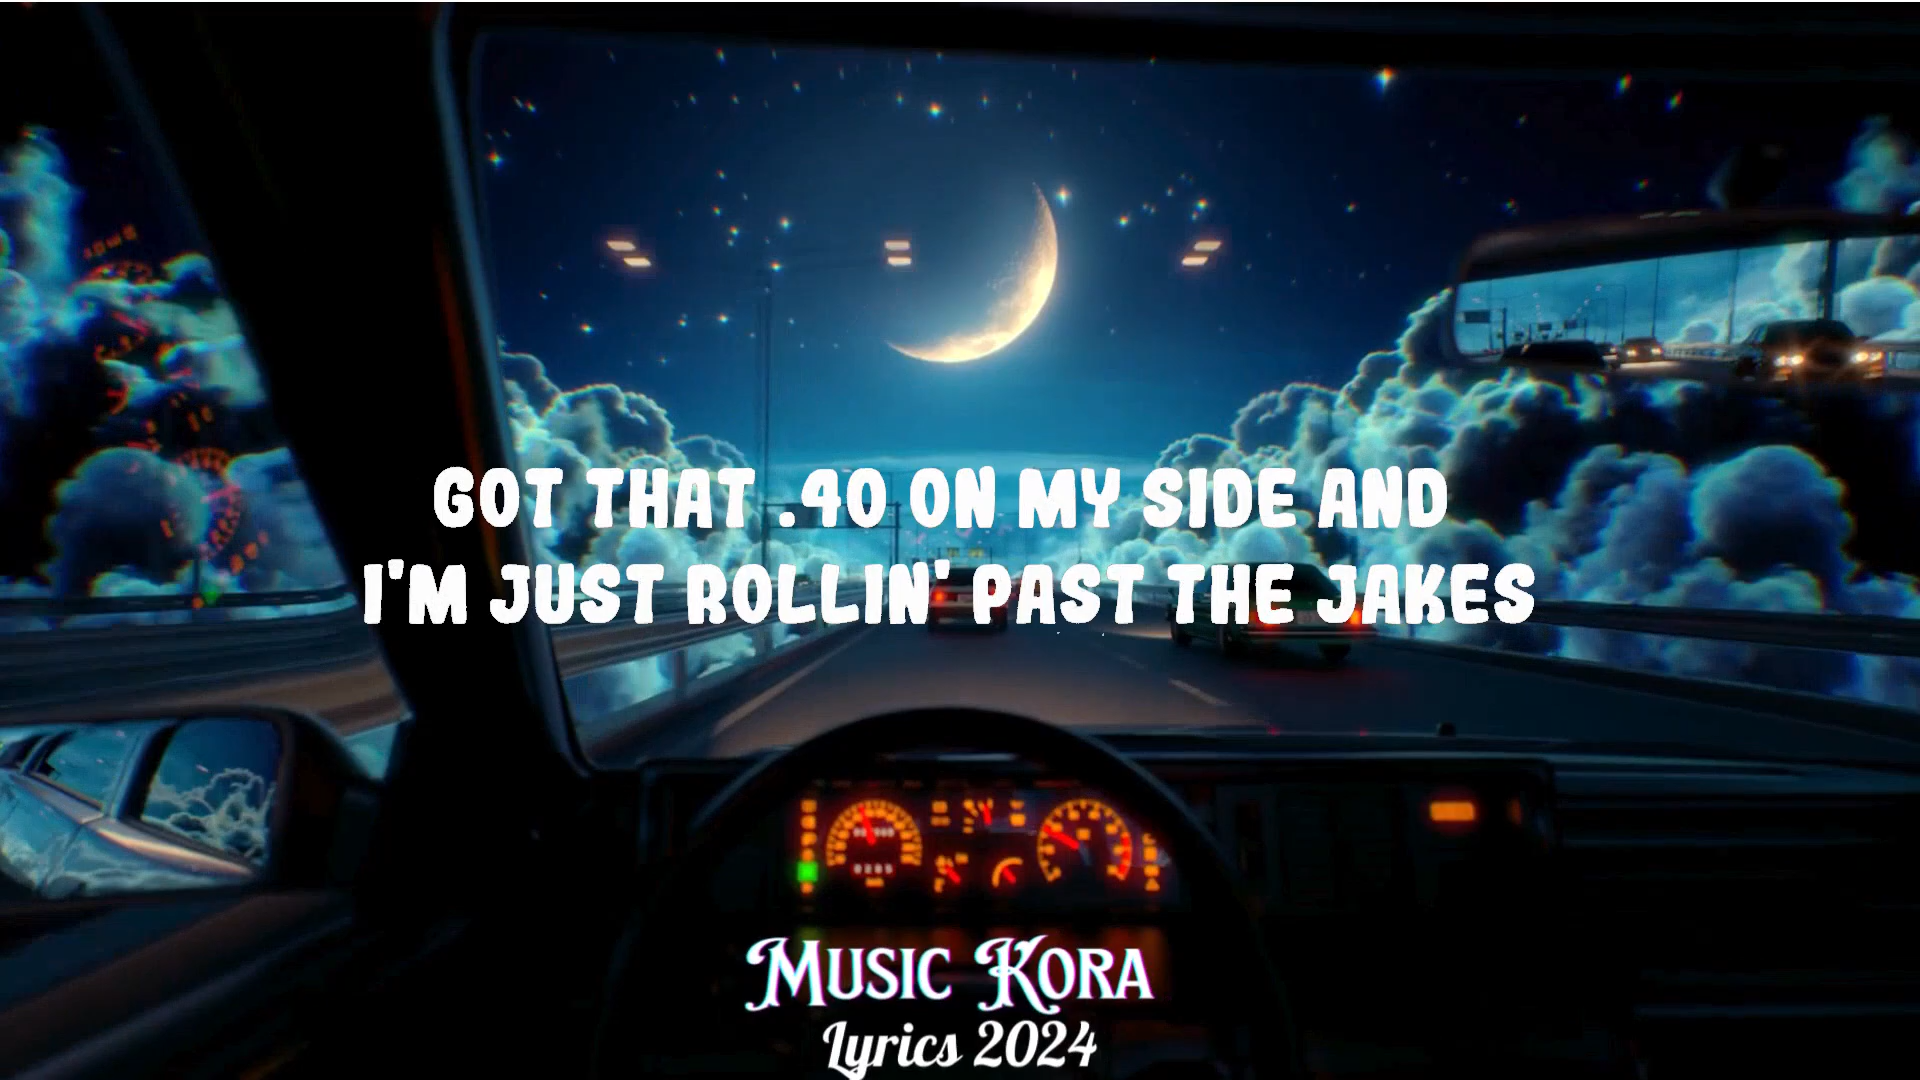 GOT THAT .40 ON MY SIDE AND
I'M JUST ROLLIN' PAST THE JAKES
MUSIC KORA
Lyrics 2024